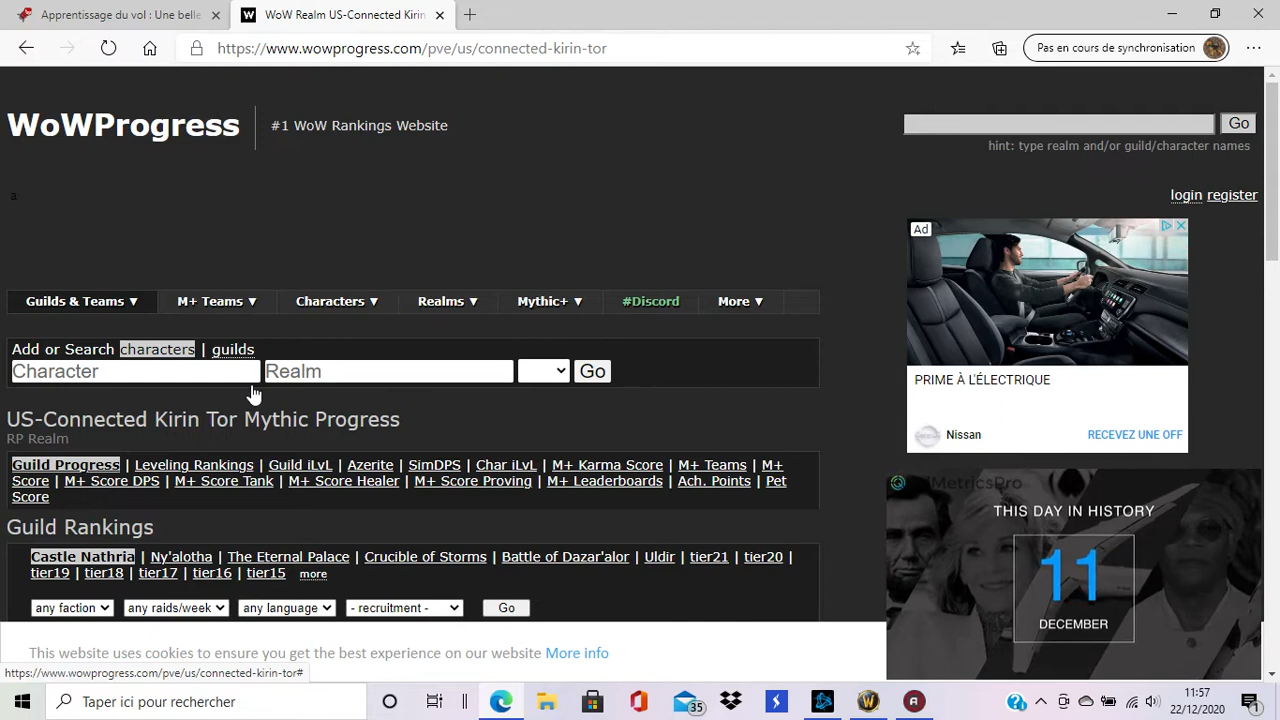 Apprentissage du vol : Une belle
WoW Realm US-Connected Kirin
https://www.wowprogress.com/pve/us/connected-kirin-tor
Pas en cours de synchronisation
WoWProgress
#1 WoW Rankings Website
Go
hint: type realm and/or guild/character names
a
login register
Ad
Guilds & Teams ▼ M+ Teams ▼ Characters ▼ Realms ▼ Mythic+ ▼ #Discord More ▼
Add or Search characters | guilds
Character Realm Go
PRIME À L'ÉLECTRIQUE
US-Connected Kirin Tor Mythic Progress
RP Realm
Nissan RECEVEZ UNE OFF
Guild Progress | Leveling Rankings | Guild iLvL | Azerite | SimDPS | Char iLvL | M+ Karma Score | M+ Teams | M+
Score | M+ Score DPS | M+ Score Tank | M+ Score Healer | M+ Score Proving | M+ Leaderboards | Ach. Points | Pet
Score
MetricsPro
THIS DAY IN HISTORY
11
DECEMBER
Guild Rankings
Castle Nathria | Ny'alotha | The Eternal Palace | Crucible of Storms | Battle of Dazar'alor | Uldir | tier21 | tier20 |
tier19 | tier18 | tier17 | tier16 | tier15 more
any faction any raids/week any language - recruitment - Go
This website uses cookies to ensure you get the best experience on our website More info
https://www.wowprogress.com/pve/us/connected-kirin-tor#
Taper ici pour rechercher
35
11:57
22/12/2020
1